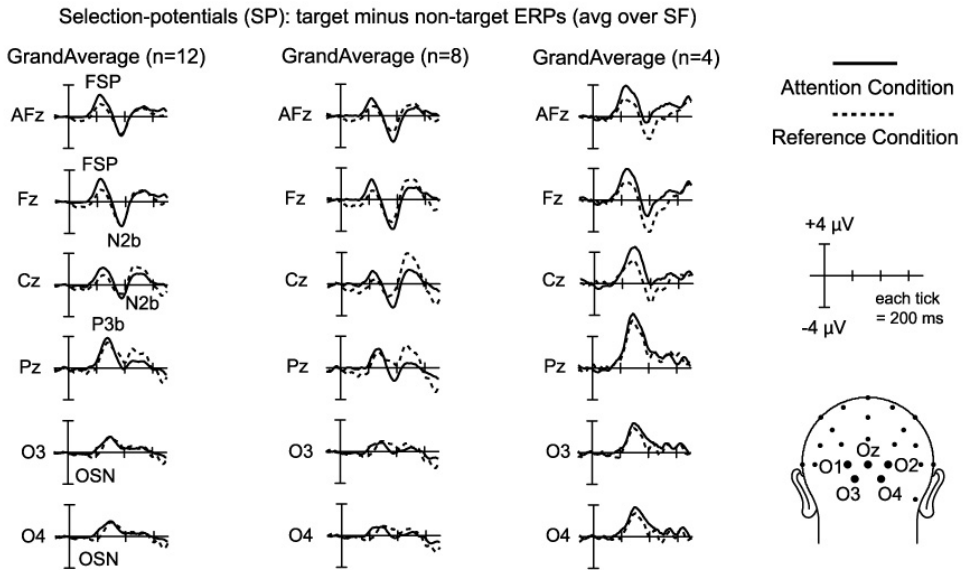 Selection-potentials (SP): target minus non-target ERPs (avg over SF)
GrandAverage (n=12)
FSP
AFz
FSP
Fz
N2b
Cz
N2b
P3b
Pz
O3
OSN
O4
OSN
GrandAverage (n=8)
AFz
Fz
Cz
Pz
O3
O4
GrandAverage (n=4)
AFz
Fz
Cz
Pz
O3
O4
Attention Condition
Reference Condition
+4 µV
each tick
= 200 ms
-4 µV
Oz
O1 O2
O3 O4